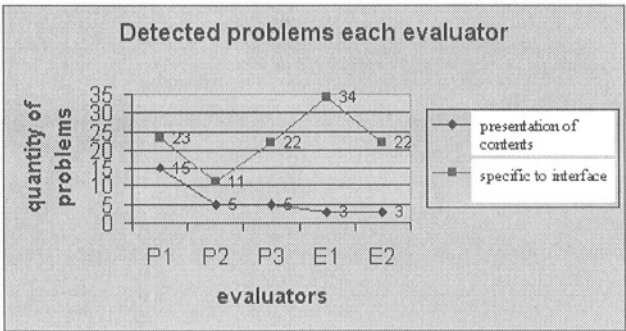 Detected problems each evaluator
quantity of
problems
35
30
25
20
15
10
5
0
23
11
22
34
22
15
5
5
3
3
P1 P2 P3 E1 E2
evaluators
presentation of
contents
specific to interface